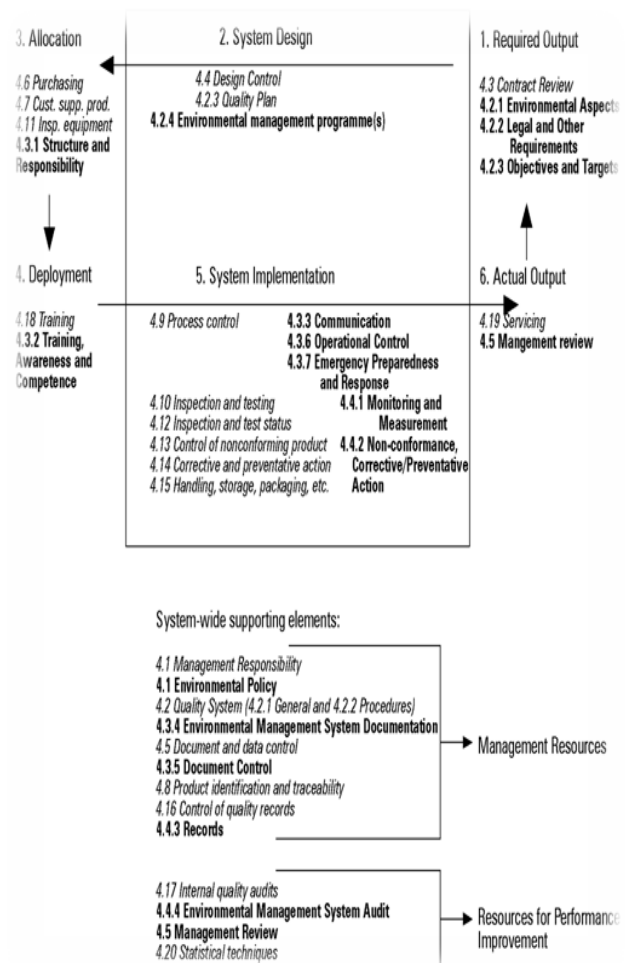 3. Allocation
4.6 Purchasing
4.7 Cust. supp. prod.
4.11 Insp. equipment
4.3.1 Structure and
Responsibility
2. System Design
4.4 Design Control
4.2.3 Quality Plan
4.2.4 Environmental management programme(s)
1. Required Output
4.3 Contract Review
4.2.1 Environmental Aspects
4.2.2 Legal and Other
Requirements
4.2.3 Objectives and Targets
4. Deployment
4.18 Training
4.3.2 Training,
Awareness and
Competence
5. System Implementation
4.9 Process control
4.3.3 Communication
4.3.6 Operational Control
4.3.7 Emergency Preparedness
and Response
4.10 Inspection and testing
4.12 Inspection and test status
4.13 Control of nonconforming product
4.14 Corrective and preventative action
4.15 Handling, storage, packaging, etc.
4.4.1 Monitoring and
Measurement
4.4.2 Non-conformance,
Corrective/Preventative
Action
6. Actual Output
4.19 Servicing
4.5 Mangement review
System-wide supporting elements:
4.1 Management Responsibility
4.1 Environmental Policy
4.2 Quality System (4.2.1 General and 4.2.2 Procedures)
4.3.4 Environmental Management System Documentation
4.5 Document and data control
4.3.5 Document Control
4.8 Product identification and traceability
4.16 Control of quality records
4.4.3 Records
Management Resources
4.17 Internal quality audits
4.4.4 Environmental Management System Audit
4.5 Management Review
4.20 Statistical techniques
Resources for Performance
Improvement